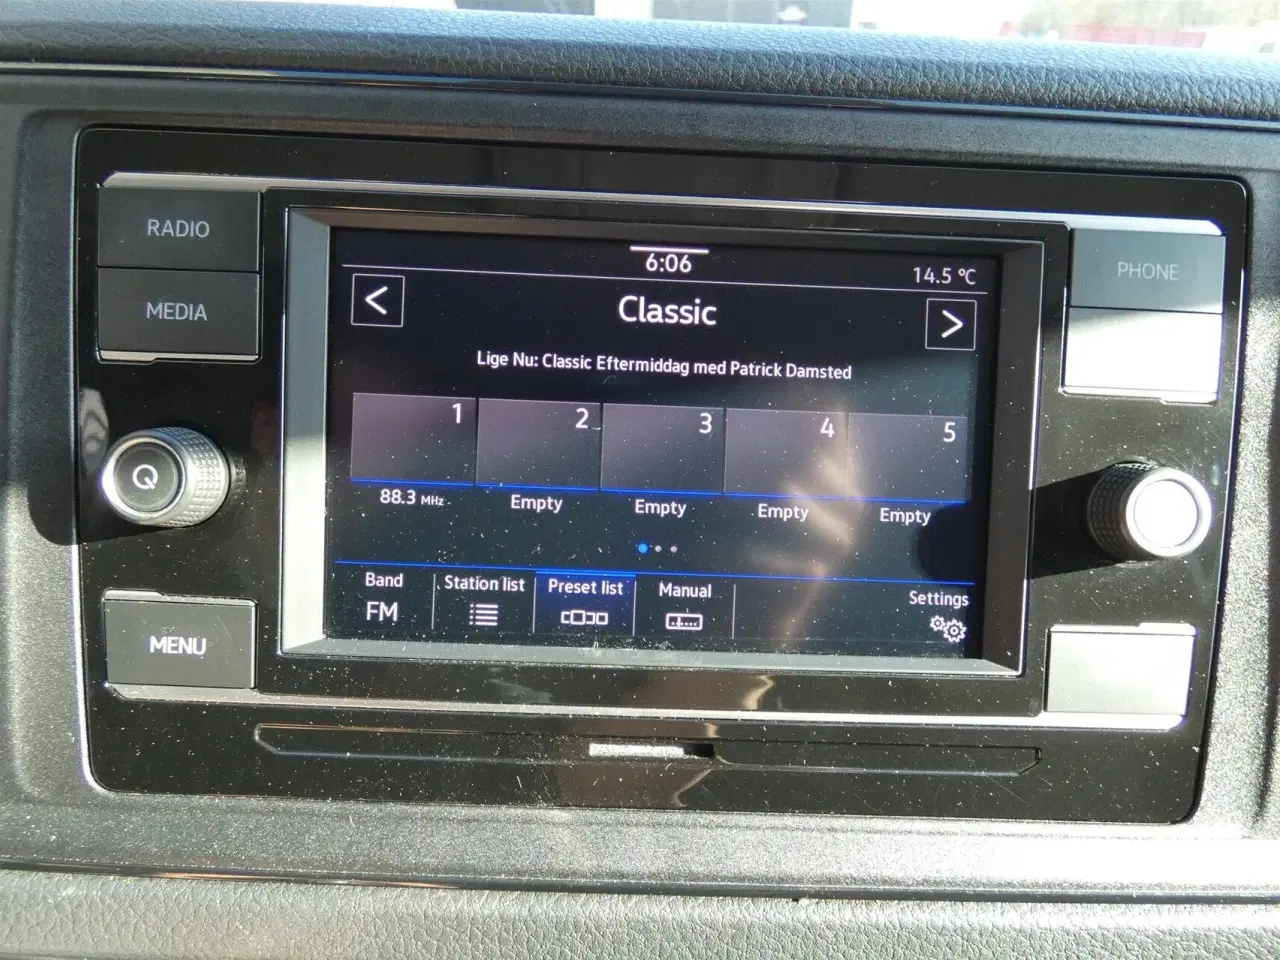 RADIO
MEDIA
MENU
PHONE
6:06
14.5 °C
Classic
Lige Nu: Classic Eftermiddag med Patrick Damsted
1
2
3
4
5
88.3 MHz
Empty
Empty
Empty
Empty
Band
FM
Station list
Preset list
Manual
Settings